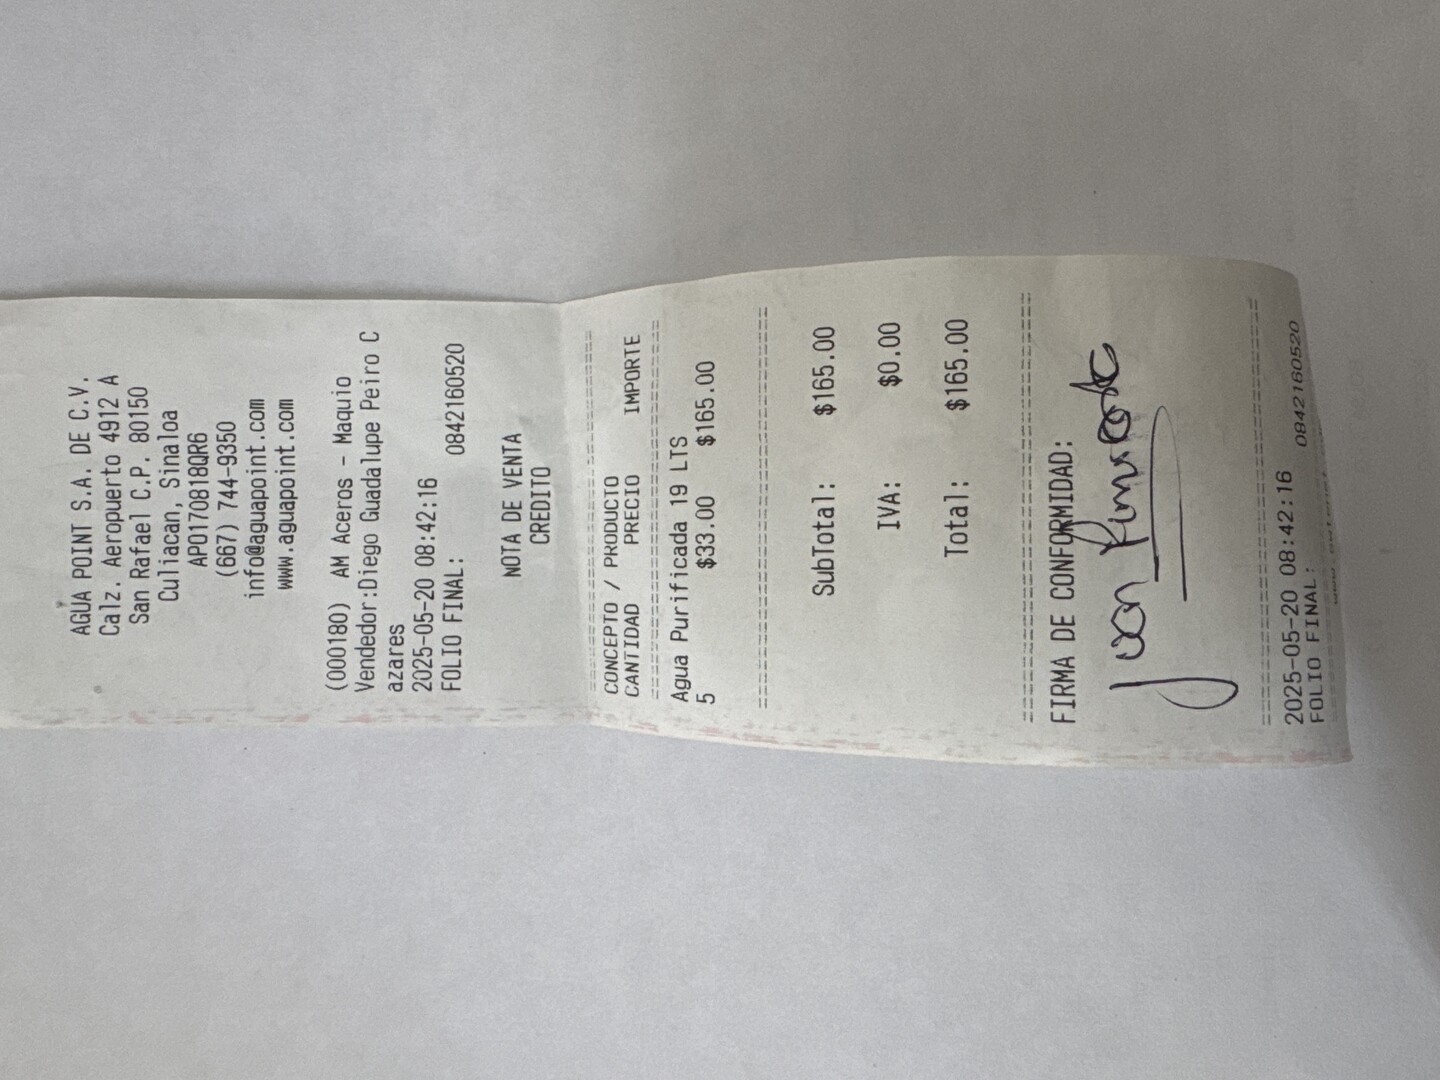 AGUA POINT S.A. DE C.V.
Calz. Aeropuerto 4912 A
San Rafael C.P. 80150
Culiacan, Sinaloa
APO170818QR6
(667) 744-9350
info@aguapoint.com
www.aguapoint.com
(000180) AM Aceros - Maquio
Vendedor:Diego Guadalupe Peiro C
azares
2025-05-20 08:42:16
FOLIO FINAL: 0842160520
NOTA DE VENTA
CREDITO
================================
CONCEPTO / PRODUCTO
CANTIDAD PRECIO IMPORTE
================================
Agua Purificada 19 LTS
5 $33.00 $165.00
--------------------------------
SubTotal: $165.00
IVA: $0.00
Total: $165.00
================================
FIRMA DE CONFORMIDAD:
Juan
================================
2025-05-20 08:42:16
FOLIO FINAL: 0842160520